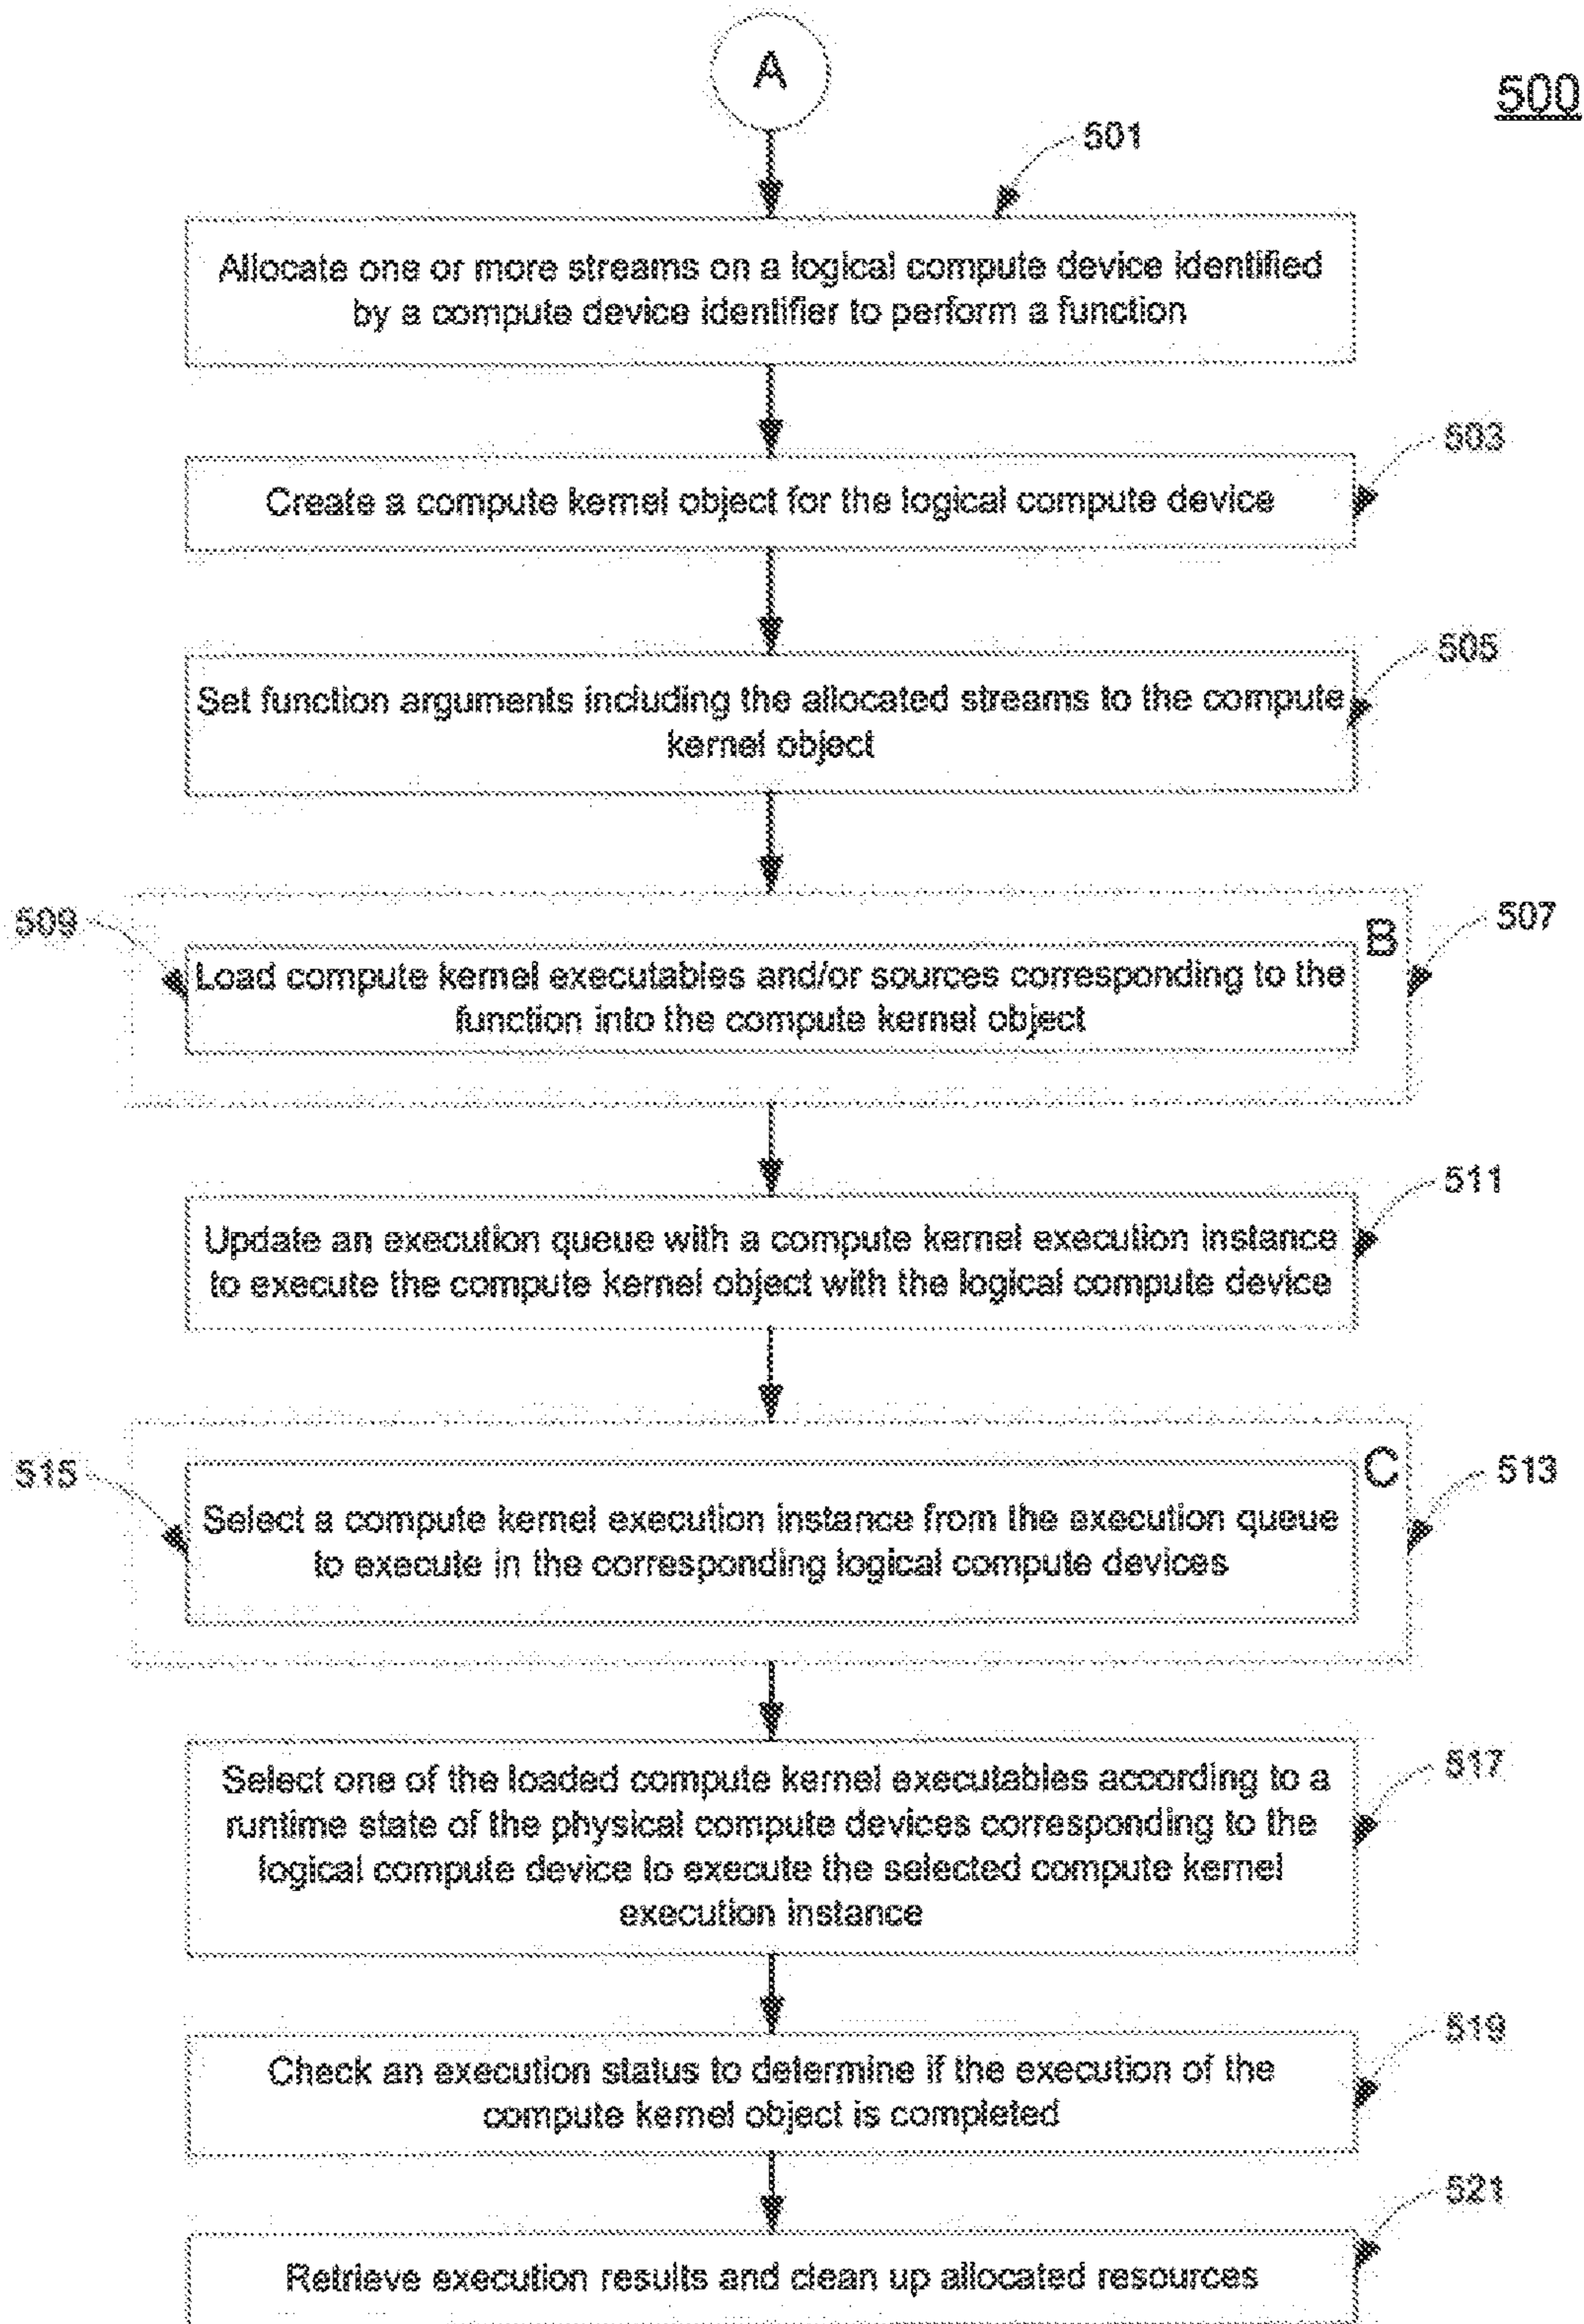 A
500
501
Allocate one or more streams on a logical compute device identified
by a compute device identifier to perform a function
503
Create a compute kernel object for the logical compute device
505
Set function arguments including the allocated streams to the compute
kernel object
509
B
507
Load compute kernel executables and/or sources corresponding to the
function into the compute kernel object
511
Update an execution queue with a compute kernel execution instance
to execute the compute kernel object with the logical compute device
515
C
513
Select a compute kernel execution instance from the execution queue
to execute in the corresponding logical compute devices
517
Select one of the loaded compute kernel executables according to a
runtime state of the physical compute devices corresponding to the
logical compute device to execute the selected compute kernel
execution instance
519
Check an execution status to determine if the execution of the
compute kernel object is completed
521
Retrieve execution results and clean up allocated resources